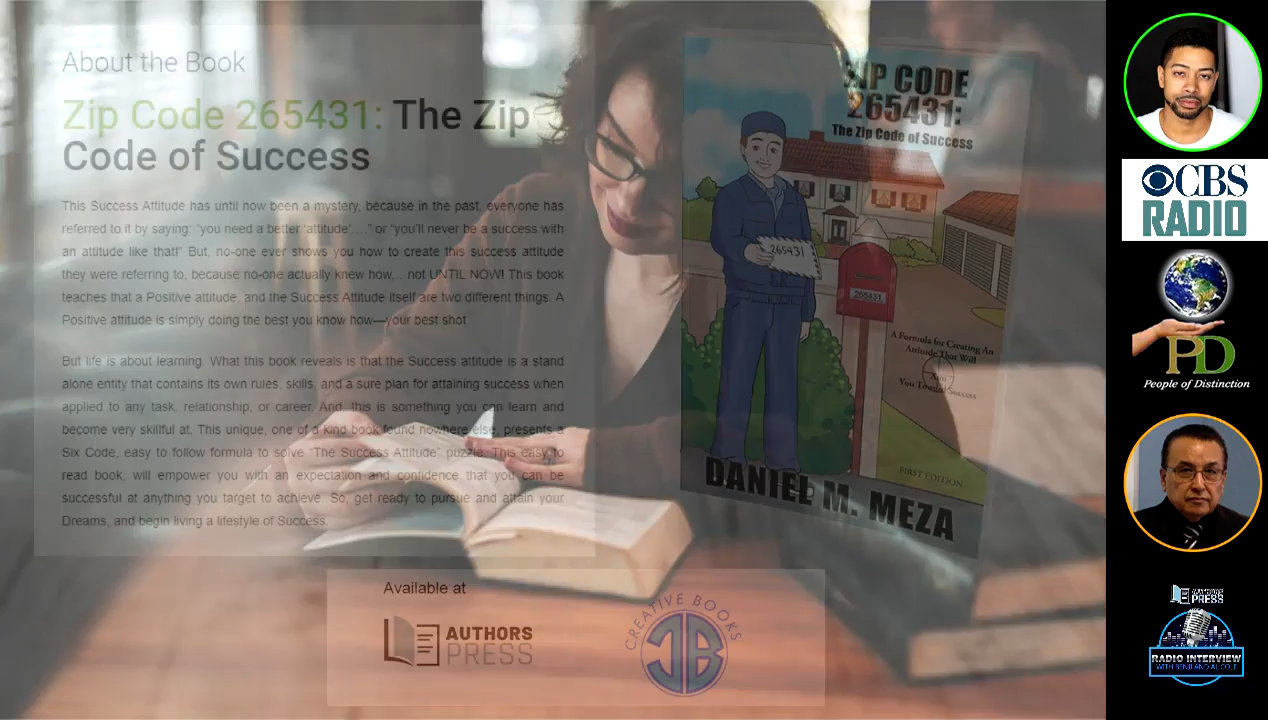 About the Book
Zip Code 265431: The Zip
Code of Success
This Success Attitude has until now been a mystery, because in the past, everyone has
referred to it by saying: “you need a better ‘attitude’....” or “you’ll never be a success with
an attitude like that!” But, no-one ever shows you how to create this success attitude
they were referring to, because no-one actually knew how,.. not UNTIL NOW! This book
teaches that a Positive attitude, and the Success Attitude itself are two different things. A
Positive attitude is simply doing the best you know how—your best shot.
But life is about learning. What this book reveals is that the Success attitude is a stand
alone entity that contains its own rules, skills, and a sure plan for attaining success when
applied to any task, relationship, or career. And, this is something you can learn and
become very skillful at. This unique, one of a kind book found nowhere else, presents a
Six Code, easy to follow formula to solve “The Success Attitude” puzzle. This easy to
read book, will empower you with an expectation and confidence that you can be
successful at anything you target to achieve. So, get ready to pursue and attain your
Dreams, and begin living a lifestyle of Success.
ZIP CODE
265431:
The Zip Code of Success
265431
265431
A Formula for Creating An
Attitude That Will
You To Success
FIRST EDITION
DANIEL M. MEZA
Available at
AUTHORS
PRESS
CREATIVE BOOKS
CB
CBS
RADIO
PD
People of Distinction
AUTHORS
PRESS
RADIO INTERVIEW
WITH BENJI AND AL COLE